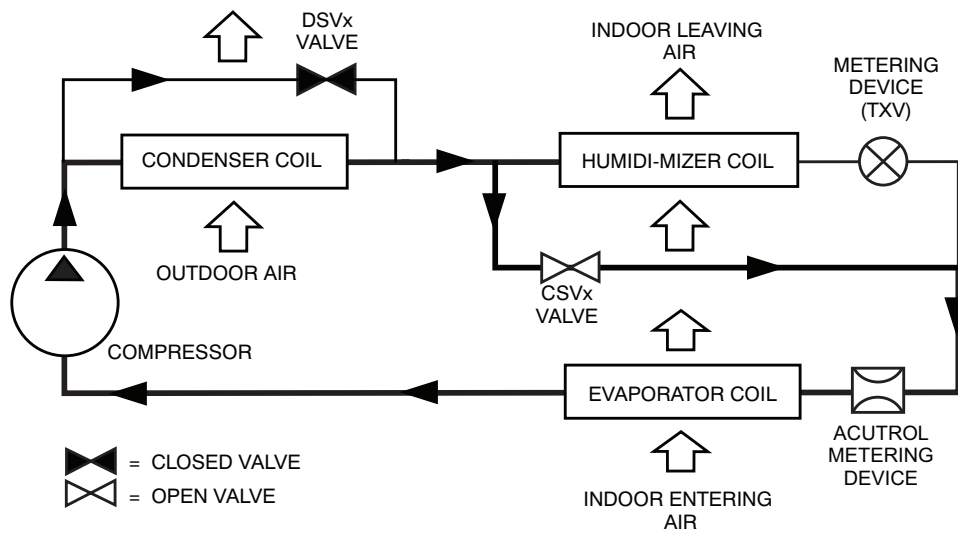 DSVx
VALVE
INDOOR LEAVING
AIR
METERING
DEVICE
(TXV)
CONDENSER COIL
HUMIDI-MIZER COIL
OUTDOOR AIR
CSVx
VALVE
COMPRESSOR
EVAPORATOR COIL
ACUTROL
METERING
DEVICE
= CLOSED VALVE
= OPEN VALVE
INDOOR ENTERING
AIR